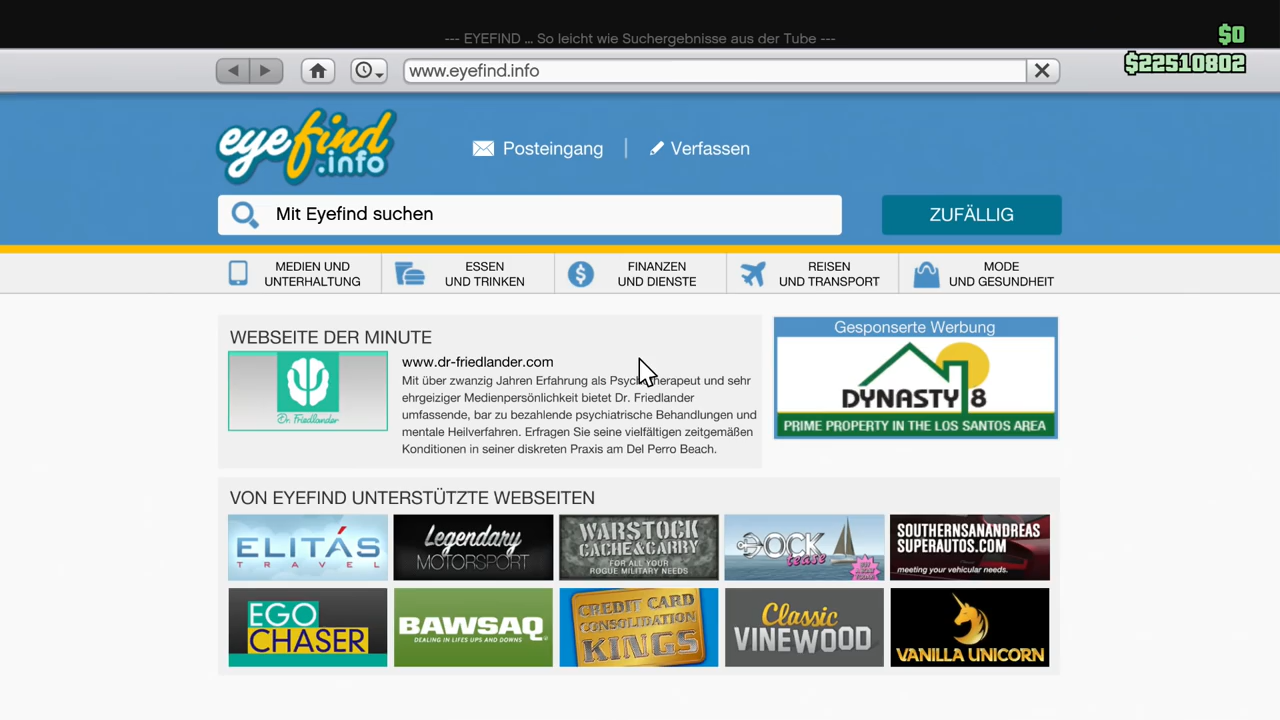 --- EYEFIND ... So leicht wie Suchergebnisse aus der Tube ---
$0
$22510802
www.eyefind.info
eyefind
.info
Posteingang
Verfassen
Mit Eyefind suchen
ZUFÄLLIG
MEDIEN UND
UNTERHALTUNG
ESSEN
UND TRINKEN
FINANZEN
UND DIENSTE
REISEN
UND TRANSPORT
MODE
UND GESUNDHEIT
WEBSEITE DER MINUTE
Dr. Friedlander
www.dr-friedlander.com
Mit über zwanzig Jahren Erfahrung als Psychotherapeut und sehr
ehrgeiziger Medienpersönlichkeit bietet Dr. Friedlander
umfassende, bar zu bezahlende psychiatrische Behandlungen und
mentale Heilverfahren. Erfragen Sie seine vielfältigen zeitgemäßen
Konditionen in seiner diskreten Praxis am Del Perro Beach.
Gesponserte Werbung
DYNASTY 8
PRIME PROPERTY IN THE LOS SANTOS AREA
VON EYEFIND UNTERSTÜTZTE WEBSEITEN
ELITÁS
TRAVEL
Legendary
MOTORSPORT
WARSTOCK
CACHE&CARRY
FOR ALL YOUR
ROGUE MILITARY NEEDS
DOCK
tease
SOUTHERNSANANDREAS
SUPERAUTOS.COM
meeting your vehicular needs.
EGO
CHASER
BAWSAQ
DEALING IN LIFES UPS AND DOWNS
CREDIT CARD
CONSOLIDATION
KINGS
Classic
VINEWOOD
VANILLA UNICORN